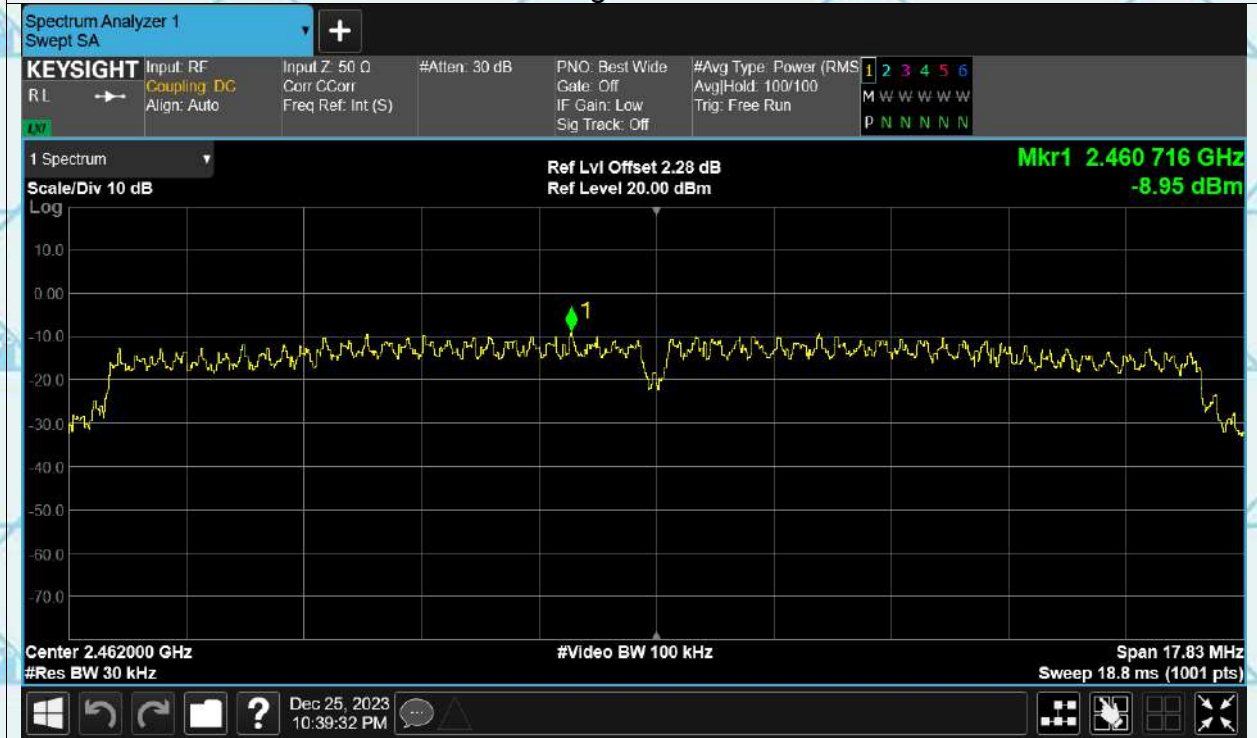 Spectrum Analyzer 1
Swept SA
+
KEYSIGHT
RL
LXI
Input: RF
Coupling: DC
Align: Auto
Input Z: 50 Ω
Corr CCorr
Freq Ref: Int (S)
#Atten: 30 dB
PNO: Best Wide
Gate: Off
IF Gain: Low
Sig Track: Off
#Avg Type: Power (RMS
Avg|Hold: 100/100
Trig: Free Run
1 2 3 4 5 6
M W W W W W
P N N N N N
1 Spectrum
Scale/Div 10 dB
Ref Lvl Offset 2.28 dB
Ref Level 20.00 dBm
Mkr1 2.460 716 GHz
-8.95 dBm
Log
10.0
0.00
-10.0
-20.0
-30.0
-40.0
-50.0
-60.0
-70.0
1
Center 2.462000 GHz
#Res BW 30 kHz
#Video BW 100 kHz
Span 17.83 MHz
Sweep 18.8 ms (1001 pts)
?
Dec 25, 2023
10:39:32 PM